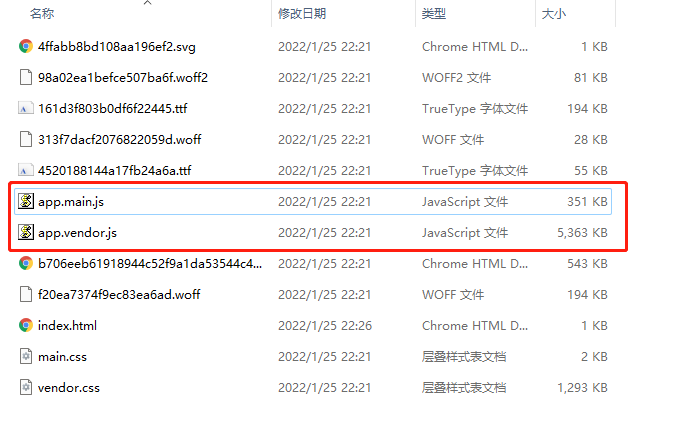 名称 修改日期 类型 大小
4ffabb8bd108aa196ef2.svg 2022/1/25 22:21 Chrome HTML D... 1 KB
98a02ea1befce507ba6f.woff2 2022/1/25 22:21 WOFF2 文件 81 KB
161d3f803b0df6f22445.ttf 2022/1/25 22:21 TrueType 字体文件 194 KB
313f7dacf2076822059d.woff 2022/1/25 22:21 WOFF 文件 28 KB
4520188144a17fb24a6a.ttf 2022/1/25 22:21 TrueType 字体文件 55 KB
app.main.js 2022/1/25 22:21 JavaScript 文件 351 KB
app.vendor.js 2022/1/25 22:21 JavaScript 文件 5,363 KB
b706eeb61918944c52f9a1da53544c4... 2022/1/25 22:21 Chrome HTML D... 543 KB
f20ea7374f9ec83ea6ad.woff 2022/1/25 22:21 WOFF 文件 194 KB
index.html 2022/1/25 22:26 Chrome HTML D... 1 KB
main.css 2022/1/25 22:21 层叠样式表文档 2 KB
vendor.css 2022/1/25 22:21 层叠样式表文档 1,293 KB